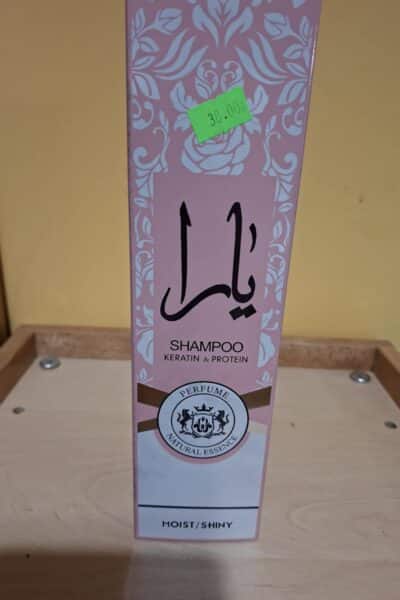 30.00
يارا
SHAMPOO
KERATIN & PROTEIN
PERFUME
NATURAL ESSENCE
MOIST/SHINY